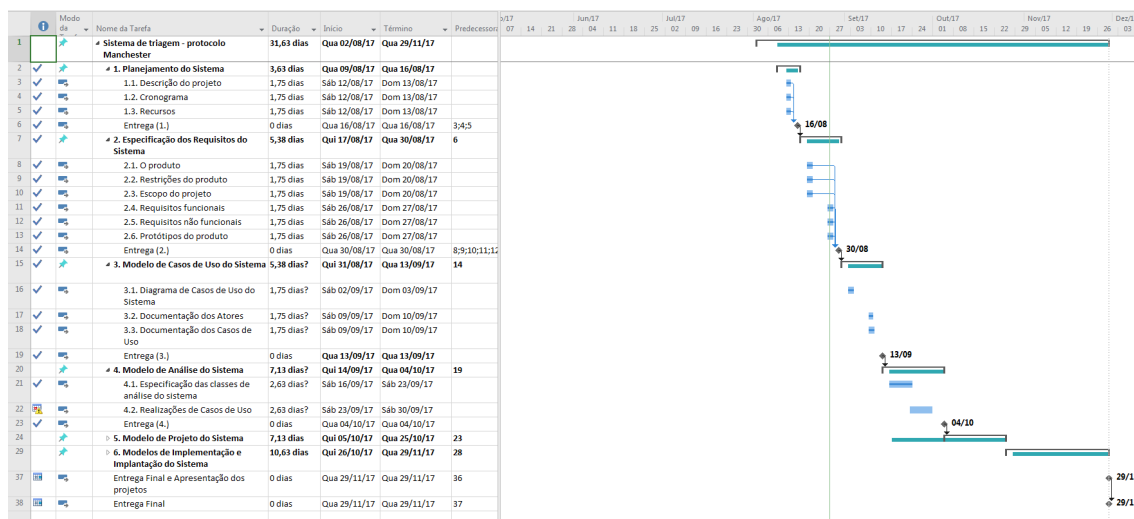 Modo da Nome da Tarefa Duração Início Término Predecessora
/17 Jun/17 Jul/17 Ago/17 Set/17 Out/17 Nov/17 Dez/1
07 14 21 28 04 11 18 25 02 09 16 23 30 06 13 20 27 03 10 17 24 01 08 15 22 29 05 12 19 26 03
1 Sistema de triagem - protocolo 31,63 dias Qua 02/08/17 Qua 29/11/17
Manchester
2 1. Planejamento do Sistema 3,63 dias Qua 09/08/17 Qua 16/08/17
3 1.1. Descrição do projeto 1,75 dias Sáb 12/08/17 Dom 13/08/17
4 1.2. Cronograma 1,75 dias Sáb 12/08/17 Dom 13/08/17
5 1.3. Recursos 1,75 dias Sáb 12/08/17 Dom 13/08/17
6 Entrega (1.) 0 dias Qua 16/08/17 Qua 16/08/17 3;4;5 16/08
7 2. Especificação dos Requisitos do 5,38 dias Qui 17/08/17 Qua 30/08/17 6
Sistema
8 2.1. O produto 1,75 dias Sáb 19/08/17 Dom 20/08/17
9 2.2. Restrições do produto 1,75 dias Sáb 19/08/17 Dom 20/08/17
10 2.3. Escopo do projeto 1,75 dias Sáb 19/08/17 Dom 20/08/17
11 2.4. Requisitos funcionais 1,75 dias Sáb 26/08/17 Dom 27/08/17
12 2.5. Requisitos não funcionais 1,75 dias Sáb 26/08/17 Dom 27/08/17
13 2.6. Protótipos do produto 1,75 dias Sáb 26/08/17 Dom 27/08/17
14 Entrega (2.) 0 dias Qua 30/08/17 Qua 30/08/17 8;9;10;11;12 30/08
15 3. Modelo de Casos de Uso do Sistema 5,38 dias? Qui 31/08/17 Qua 13/09/17 14
16 3.1. Diagrama de Casos de Uso do 1,75 dias? Sáb 02/09/17 Dom 03/09/17
Sistema
17 3.2. Documentação dos Atores 1,75 dias? Sáb 09/09/17 Dom 10/09/17
18 3.3. Documentação dos Casos de 1,75 dias? Sáb 09/09/17 Dom 10/09/17
Uso
19 Entrega (3.) 0 dias Qua 13/09/17 Qua 13/09/17 13/09
20 4. Modelo de Análise do Sistema 7,13 dias? Qui 14/09/17 Qua 04/10/17 19
21 4.1. Especificação das classes de 2,63 dias? Sáb 16/09/17 Sáb 23/09/17
análise do sistema
22 4.2. Realizações de Casos de Uso 2,63 dias? Sáb 23/09/17 Sáb 30/09/17
23 Entrega (4.) 0 dias Qua 04/10/17 Qua 04/10/17 04/10
24 5. Modelo de Projeto do Sistema 7,13 dias Qui 05/10/17 Qua 25/10/17 23
29 6. Modelos de Implementação e 10,63 dias Qui 26/10/17 Qua 29/11/17 28
Implantação do Sistema
37 Entrega Final e Apresentação dos 0 dias Qua 29/11/17 Qua 29/11/17 36 29/1
projetos
38 Entrega Final 0 dias Qua 29/11/17 Qua 29/11/17 37 29/1